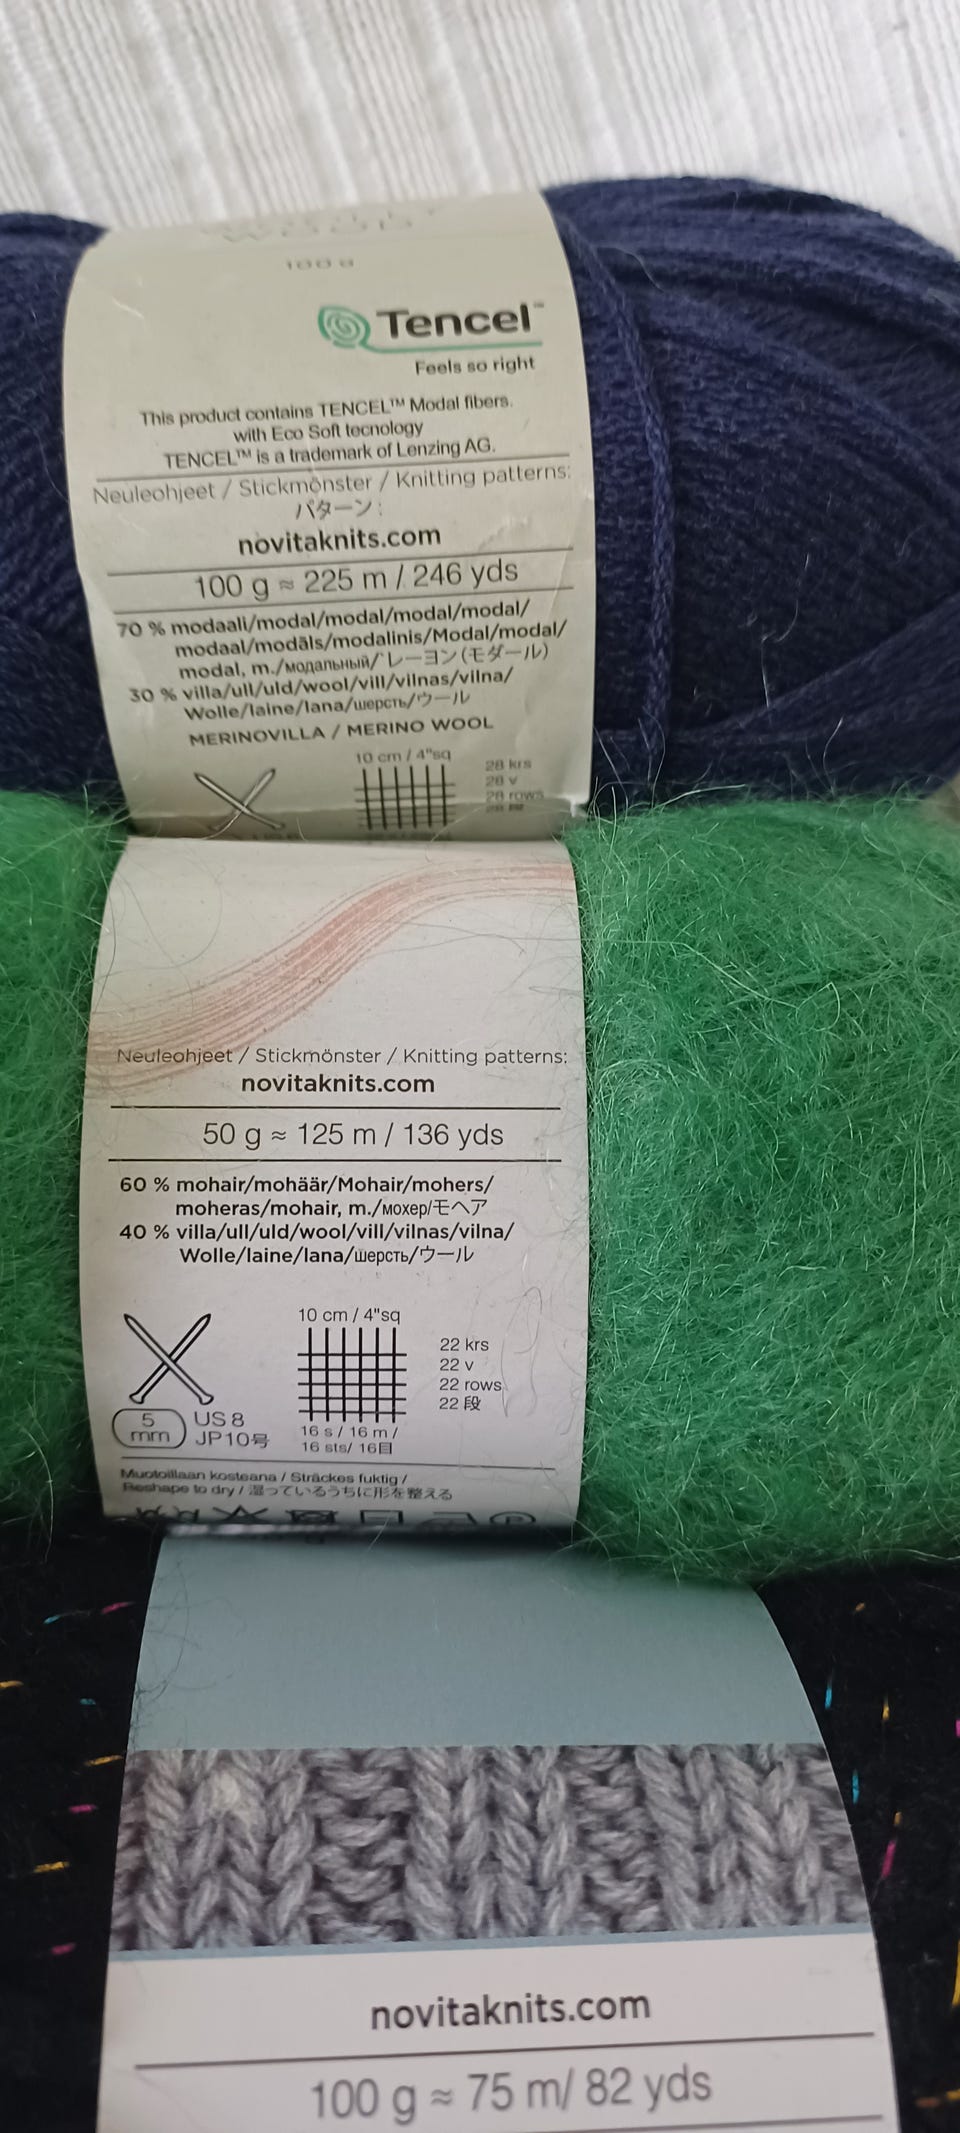 WOOD
100 g
Tencel™
Feels so right
This product contains TENCEL™ Modal fibers.
with Eco Soft tecnology
TENCEL™ is a trademark of Lenzing AG.
Neuleohjeet / Stickmönster / Knitting patterns:
パターン:
novitaknits.com
100 g ≈ 225 m / 246 yds
70 % modaali/modal/modal/modal/modal/
modaal/modāls/modalinis/Modal/modal/
modal, m./модальный/レーヨン(モダール)
30 % villa/ull/uld/wool/vill/vilnas/vilna/
Wolle/laine/lana/шерсть/ウール
MERINOVILLA / MERINO WOOL
10 cm / 4"sq
28 krs
28 v
28 rows
28 段
Neuleohjeet / Stickmönster / Knitting patterns:
novitaknits.com
50 g ≈ 125 m / 136 yds
60 % mohair/mohäär/Mohair/mohers/
moheras/mohair, m./мохер/モヘア
40 % villa/ull/uld/wool/vill/vilnas/vilna/
Wolle/laine/lana/шерсть/ウール
10 cm / 4"sq
22 krs
22 v
22 rows
22 段
5 mm
US 8
JP10号
16 s / 16 m /
16 sts/ 16目
Muotoillaan kosteana / Sträckes fuktig /
Reshape to dry / 湿っているうちに形を整える
novitaknits.com
100 g ≈ 75 m/ 82 yds